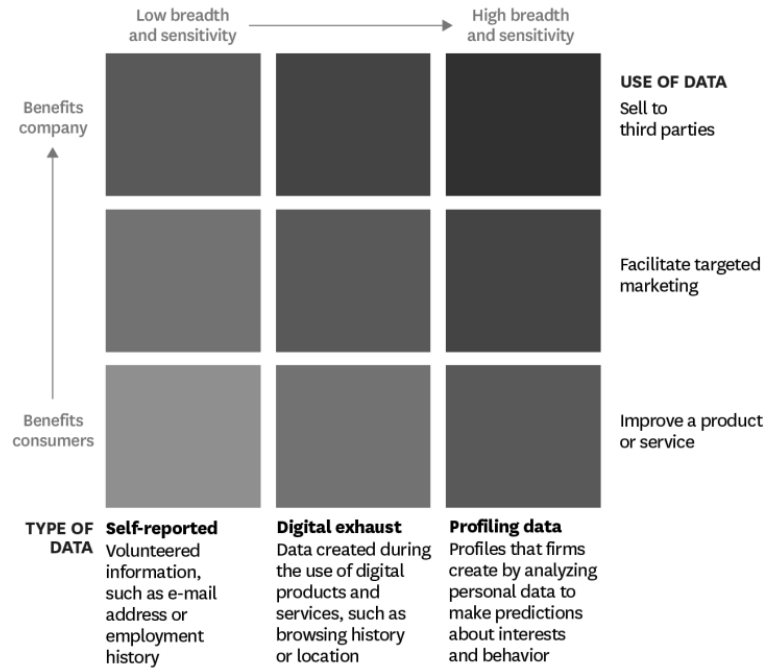 Low breadth
and sensitivity
High breadth
and sensitivity
Benefits
company
USE OF DATA
Sell to
third parties
Facilitate targeted
marketing
Benefits
consumers
Improve a product
or service
TYPE OF
DATA
Self-reported
Volunteered
information,
such as e-mail
address or
employment
history
Digital exhaust
Data created during
the use of digital
products and
services, such as
browsing history
or location
Profiling data
Profiles that firms
create by analyzing
personal data to
make predictions
about interests
and behavior